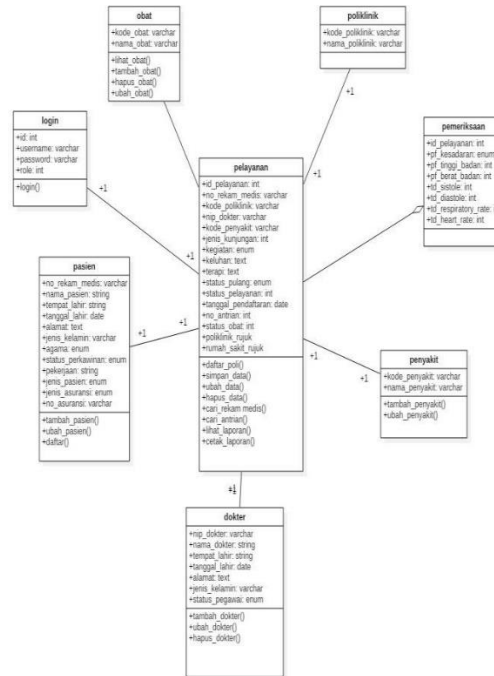 obat
+kode_obat: varchar
+nama_obat: varchar
+lihat_obat()
+tambah_obat()
+hapus_obat()
+ubah_obat()
+1
poliklinik
+kode_poliklinik: varchar
+nama_poliklinik: varchar
+1
+1
login
+id: int
+username: varchar
+password: varchar
+role: int
+login()
+1
+1
pemeriksaan
+id_pelayanan: int
+pf_kesadaran: enum
+pf_tinggi_badan: int
+pf_berat_badan: int
+td_sistole: int
+td_diastole: int
+td_respiratory_rate: int
+td_heart_rate: int
pelayanan
+id_pelayanan: int
+no_rekam_medis: varchar
+kode_poliklinik: varchar
+nip_dokter: varchar
+kode_penyakit: varchar
+jenis_kunjungan: int
+kegiatan: enum
+keluhan: text
+terapi: text
+status_pulang: enum
+status_pelayanan: int
+tanggal_pendaftaran: date
+no_antrian: int
+status_obat: int
+poliklinik_rujuk
+rumah_sakit_rujuk
+daftar_poli()
+simpan_data()
+ubah_data()
+hapus_data()
+cari_rekam medis()
+cari_antrian()
+lihat_laporan()
+cetak_laporan()
pasien
+no_rekam_medis: varchar
+nama_pasien: string
+tempat_lahir: string
+tanggal_lahir: date
+alamat: text
+jenis_kelamin: varchar
+agama: enum
+status_perkawinan: enum
+pekerjaan: string
+jenis_pasien: enum
+jenis_asuransi: enum
+no_asuransi: varchar
+tambah_pasien()
+ubah_pasien()
+daftar()
+1
+1
+1
+1
penyakit
+kode_penyakit: varchar
+nama_penyakit: varchar
+tambah_penyakit()
+ubah_penyakit()
+1
dokter
+nip_dokter: varchar
+nama_dokter: string
+tempat_lahir: string
+tanggal_lahir: date
+alamat: text
+jenis_kelamin: varchar
+status_pegawai: enum
+tambah_dokter()
+ubah_dokter()
+hapus_dokter()